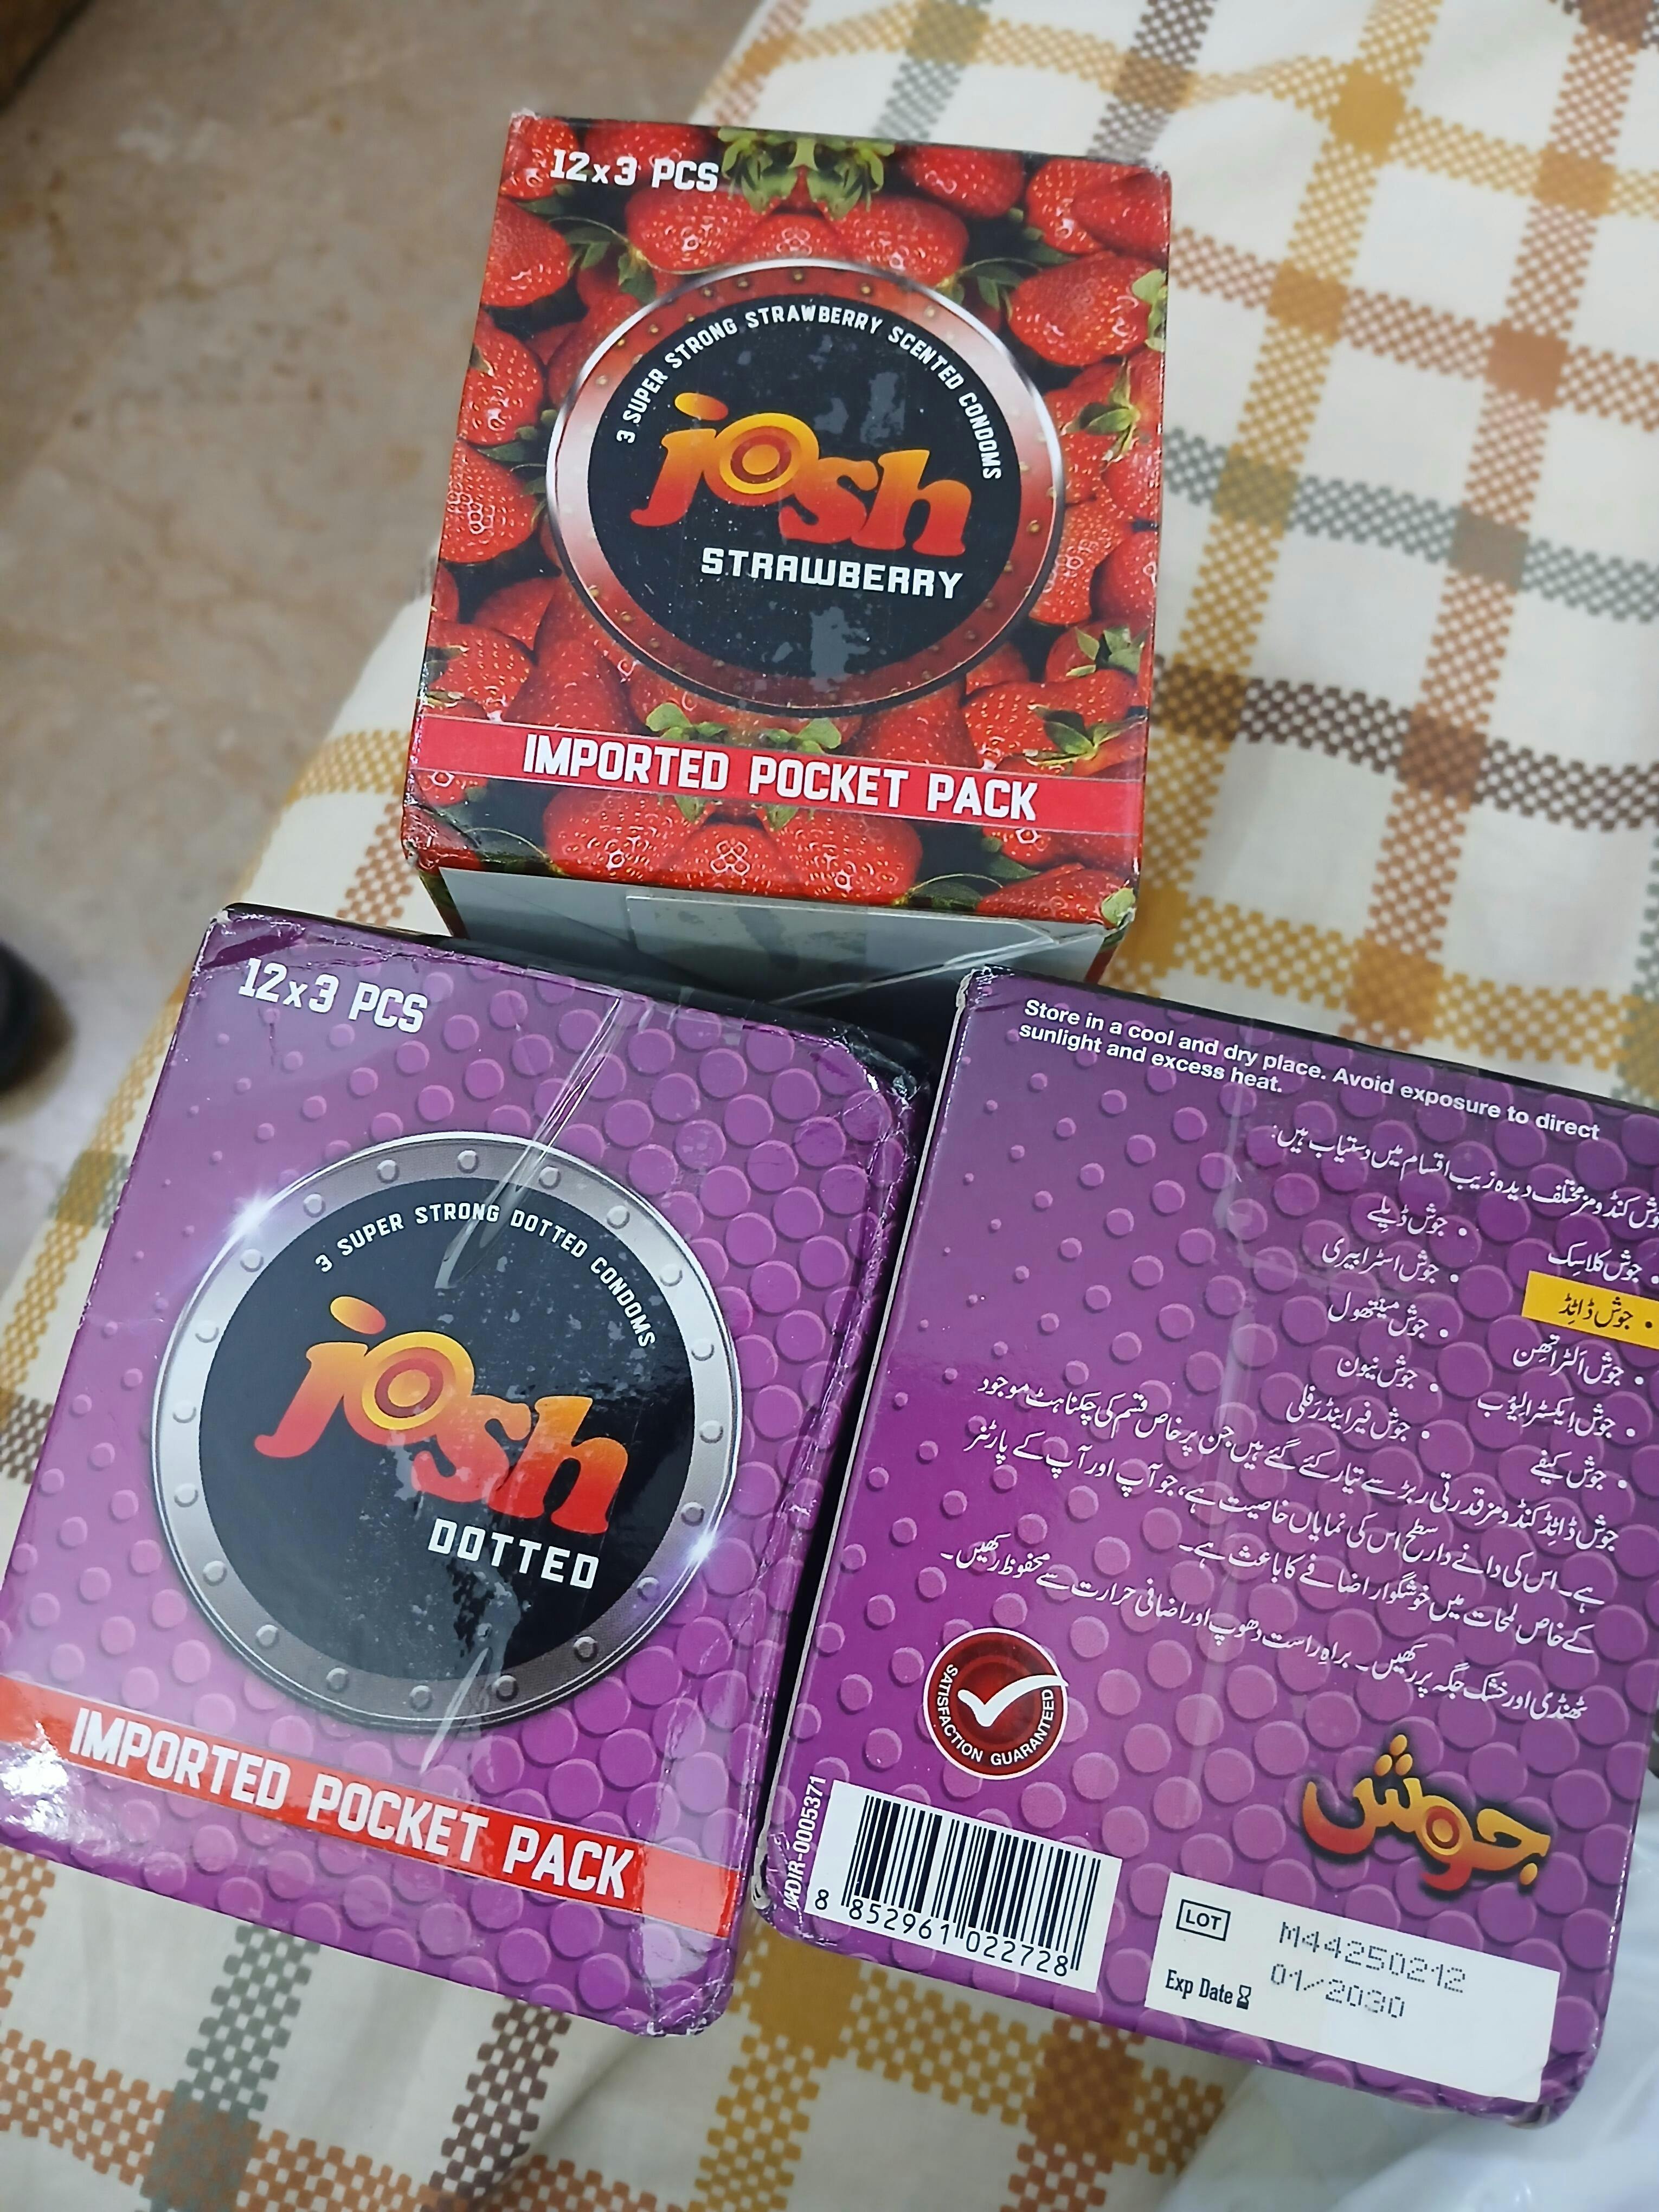 12x3 PCS
3 SUPER STRONG STRAWBERRY SCENTED CONDOMS
josh
STRAWBERRY
IMPORTED POCKET PACK
12x3 PCS
3 SUPER STRONG DOTTED CONDOMS
josh
DOTTED
IMPORTED POCKET PACK
Store in a cool and dry place. Avoid exposure to direct
sunlight and excess heat.
کنڈومز مختلف دیدہ زیب اقسام میں دستیاب ہیں:
• جوش کلاسک
• جوش ڈیلے
• جوش ڈاٹڈ
• جوش اسٹرابیری
• جوش الٹراتھن
• جوش مینتھول
• جوش ایکسٹرالیوب
• جوش نیون
• جوش کیفے
• جوش فیر اینڈ رفلی
جوش ڈاٹڈ کنڈومز قدرتی ربڑ سے تیار کئے گئے ہیں جن پر خاص قسم کی چکناہٹ موجود
ہے۔ اس کی دانے دار سطح اس کی نمایاں خاصیت ہے، جو آپ اور آپ کے پارٹنر
کے خاص لمحات میں خوشگوار اضافے کا باعث ہے۔
ٹھنڈی اور خشک جگہ پر رکھیں۔ براہ راست دھوپ اور اضافی حرارت سے محفوظ رکھیں۔
SATISFACTION GUARANTEED
جوش
MDIR-0005371
8 852961 022728
LOT M44250212
Exp Date 01/2030